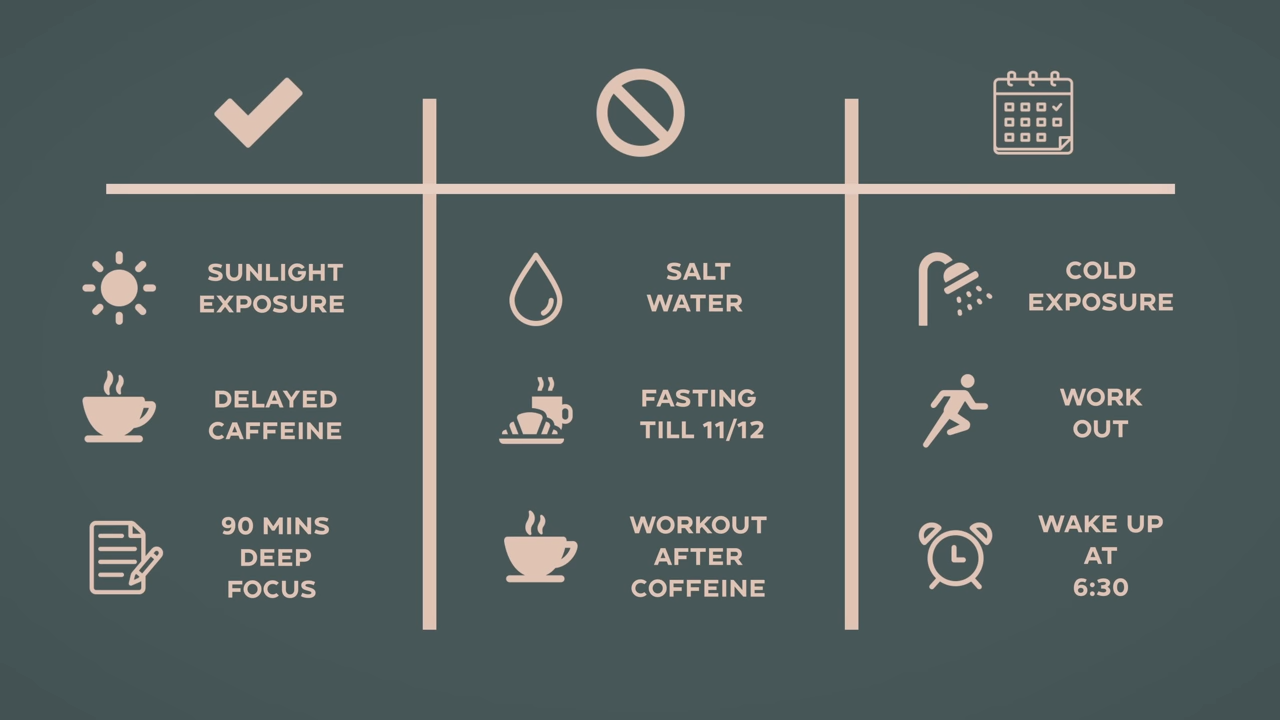 SUNLIGHT
EXPOSURE
DELAYED
CAFFEINE
90 MINS
DEEP
FOCUS
SALT
WATER
FASTING
TILL 11/12
WORKOUT
AFTER
COFFEINE
COLD
EXPOSURE
WORK
OUT
WAKE UP
AT
6:30